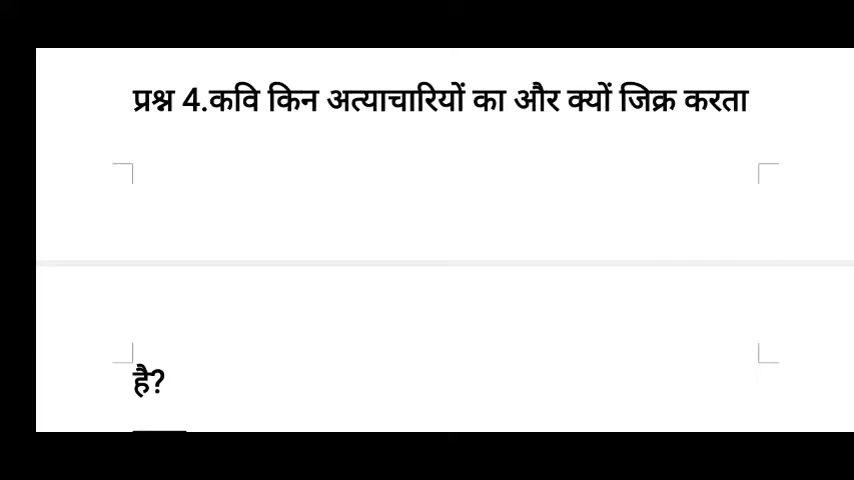 प्रश्न 4.कवि किन अत्याचारियों का और क्यों जिक्र करता
है?